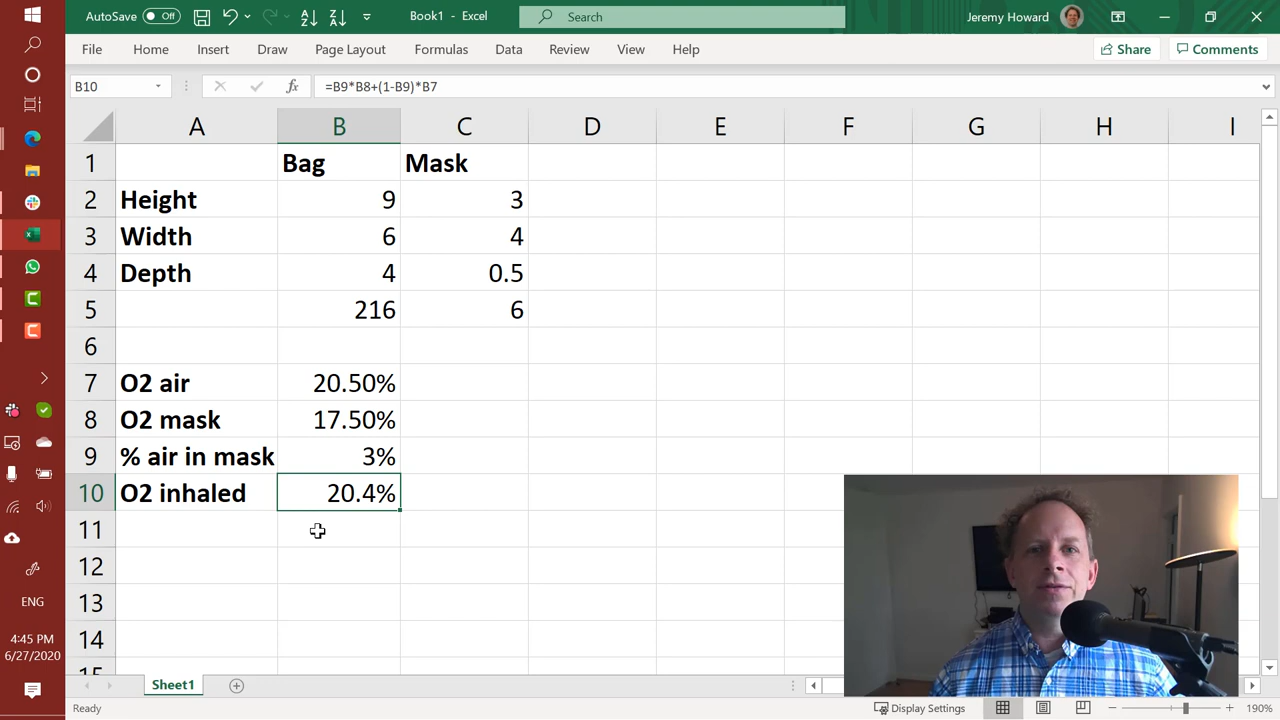 AutoSave Off Book1 - Excel Search Jeremy Howard
File Home Insert Draw Page Layout Formulas Data Review View Help Share Comments
B10 fx =B9*B8+(1-B9)*B7
A B C D E F G H I
1 Bag Mask
2 Height 9 3
3 Width 6 4
4 Depth 4 0.5
5 216 6
6
7 O2 air 20.50%
8 O2 mask 17.50%
9 % air in mask 3%
10 O2 inhaled 20.4%
11
12
13
14
15
ENG
4:45 PM
6/27/2020
Sheet1
Ready Display Settings 190%